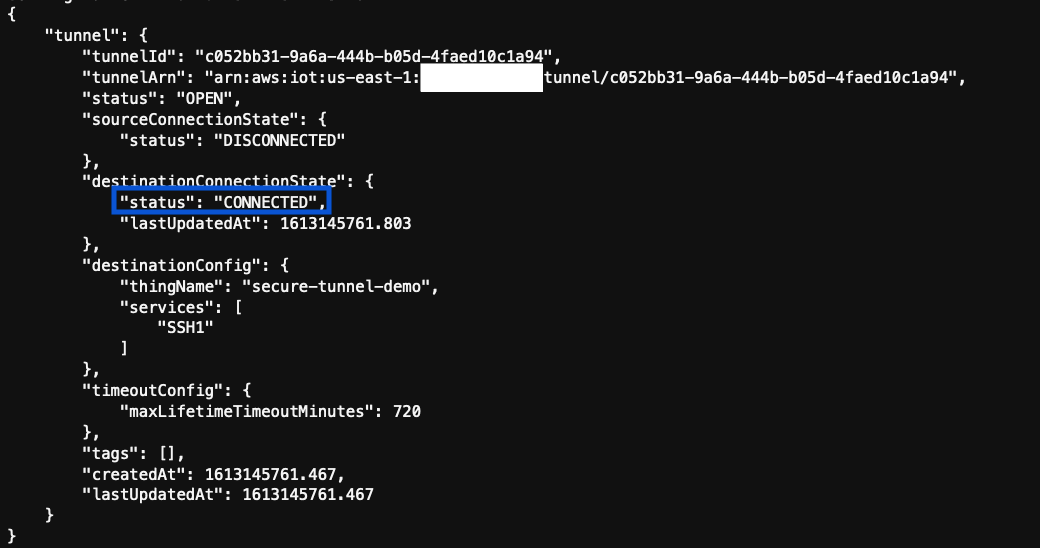 {
"tunnel": {
"tunnelId": "c052bb31-9a6a-444b-b05d-4faed10c1a94",
"tunnelArn": "arn:aws:iot:us-east-1: tunnel/c052bb31-9a6a-444b-b05d-4faed10c1a94",
"status": "OPEN",
"sourceConnectionState": {
"status": "DISCONNECTED"
},
"destinationConnectionState": {
"status": "CONNECTED",
"lastUpdatedAt": 1613145761.803
},
"destinationConfig": {
"thingName": "secure-tunnel-demo",
"services": [
"SSH1"
]
},
"timeoutConfig": {
"maxLifetimeTimeoutMinutes": 720
},
"tags": [],
"createdAt": 1613145761.467,
"lastUpdatedAt": 1613145761.467
}
}